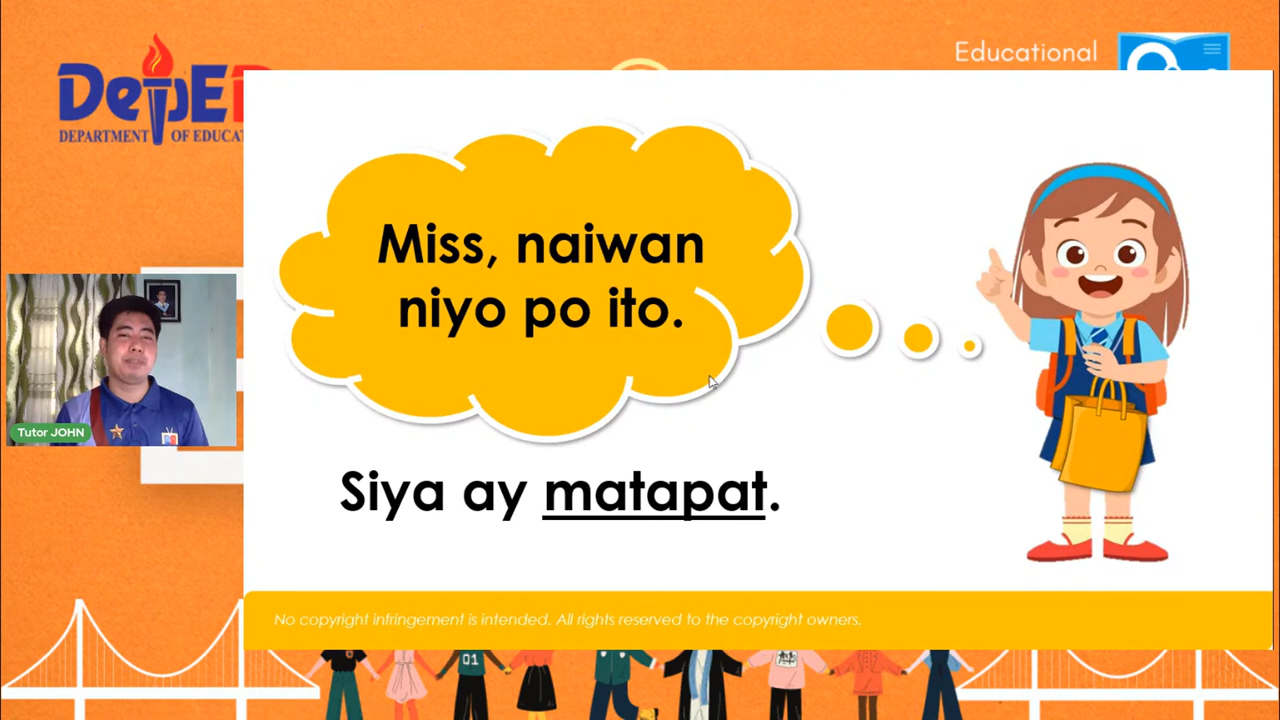 Educational
DepED
DEPARTMENT OF EDUCAT
Miss, naiwan
niyo po ito.
Tutor JOHN
Siya ay matapat.
No copyright infringement is intended. All rights reserved to the copyright owners.
01